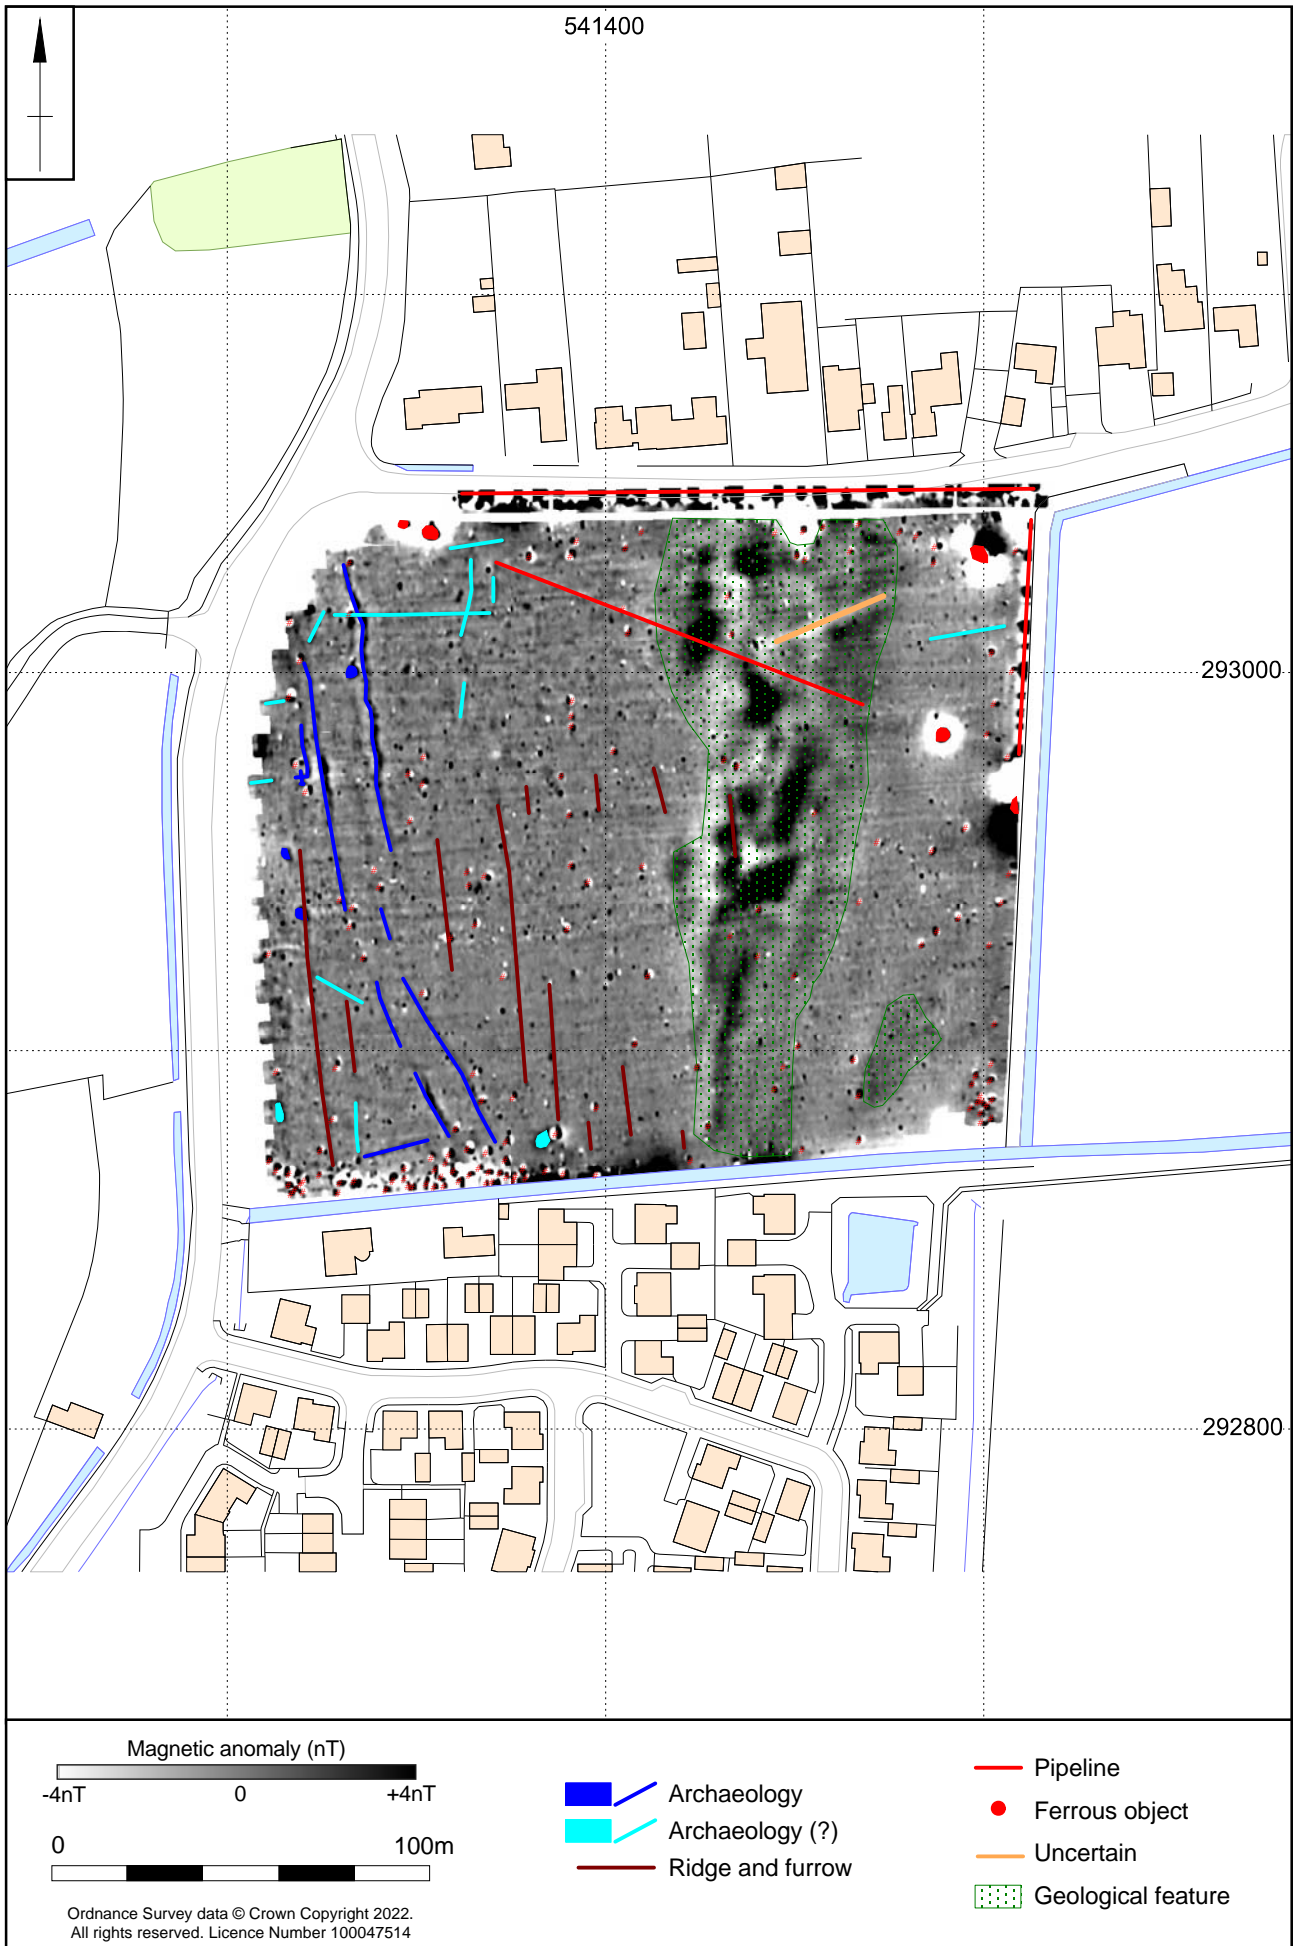 541400
293000
292800
Magnetic anomaly (nT)
-4nT 0 +4nT
0 100m
Ordnance Survey data © Crown Copyright 2022.
All rights reserved. Licence Number 100047514
Archaeology
Archaeology (?)
Ridge and furrow
Pipeline
Ferrous object
Uncertain
Geological feature